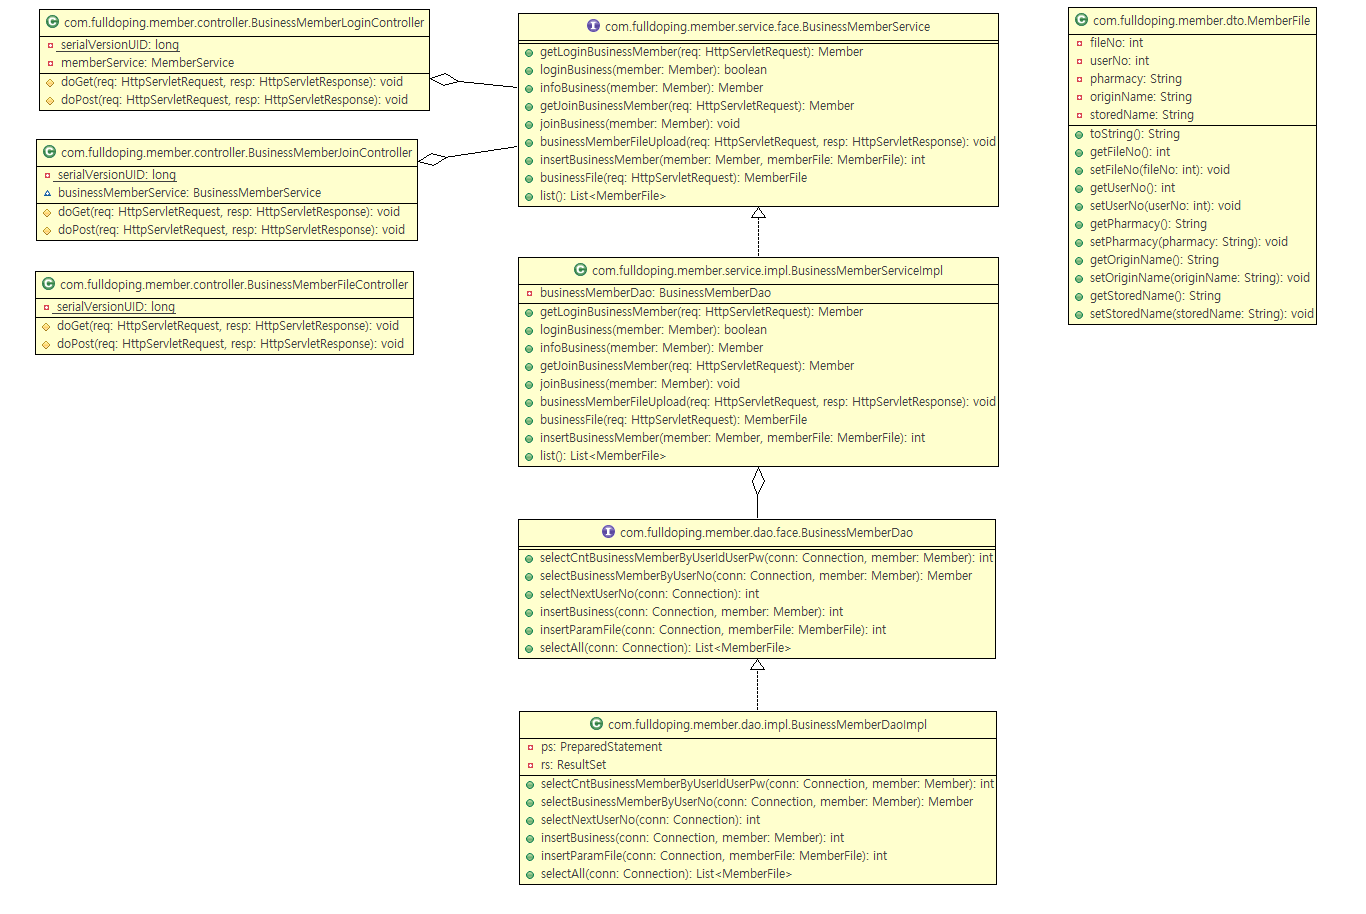 com.fulldoping.member.controller.BusinessMemberLoginController
serialVersionUID: long
memberService: MemberService
doGet(req: HttpServletRequest, resp: HttpServletResponse): void
doPost(req: HttpServletRequest, resp: HttpServletResponse): void
com.fulldoping.member.controller.BusinessMemberJoinController
serialVersionUID: long
businessMemberService: BusinessMemberService
doGet(req: HttpServletRequest, resp: HttpServletResponse): void
doPost(req: HttpServletRequest, resp: HttpServletResponse): void
com.fulldoping.member.controller.BusinessMemberFileController
serialVersionUID: long
doGet(req: HttpServletRequest, resp: HttpServletResponse): void
doPost(req: HttpServletRequest, resp: HttpServletResponse): void
com.fulldoping.member.service.face.BusinessMemberService
getLoginBusinessMember(req: HttpServletRequest): Member
loginBusiness(member: Member): boolean
infoBusiness(member: Member): Member
getJoinBusinessMember(req: HttpServletRequest): Member
joinBusiness(member: Member): void
businessMemberFileUpload(req: HttpServletRequest, resp: HttpServletResponse): void
insertBusinessMember(member: Member, memberFile: MemberFile): int
businessFile(req: HttpServletRequest): MemberFile
list(): List<MemberFile>
com.fulldoping.member.service.impl.BusinessMemberServiceImpl
businessMemberDao: BusinessMemberDao
getLoginBusinessMember(req: HttpServletRequest): Member
loginBusiness(member: Member): boolean
infoBusiness(member: Member): Member
getJoinBusinessMember(req: HttpServletRequest): Member
joinBusiness(member: Member): void
businessMemberFileUpload(req: HttpServletRequest, resp: HttpServletResponse): void
businessFile(req: HttpServletRequest): MemberFile
insertBusinessMember(member: Member, memberFile: MemberFile): int
list(): List<MemberFile>
com.fulldoping.member.dao.face.BusinessMemberDao
selectCntBusinessMemberByUserIdUserPw(conn: Connection, member: Member): int
selectBusinessMemberByUserNo(conn: Connection, member: Member): Member
selectNextUserNo(conn: Connection): int
insertBusiness(conn: Connection, member: Member): int
insertParamFile(conn: Connection, memberFile: MemberFile): int
selectAll(conn: Connection): List<MemberFile>
com.fulldoping.member.dao.impl.BusinessMemberDaoImpl
ps: PreparedStatement
rs: ResultSet
selectCntBusinessMemberByUserIdUserPw(conn: Connection, member: Member): int
selectBusinessMemberByUserNo(conn: Connection, member: Member): Member
selectNextUserNo(conn: Connection): int
insertBusiness(conn: Connection, member: Member): int
insertParamFile(conn: Connection, memberFile: MemberFile): int
selectAll(conn: Connection): List<MemberFile>
com.fulldoping.member.dto.MemberFile
fileNo: int
userNo: int
pharmacy: String
originName: String
storedName: String
toString(): String
getFileNo(): int
setFileNo(fileNo: int): void
getUserNo(): int
setUserNo(userNo: int): void
getPharmacy(): String
setPharmacy(pharmacy: String): void
getOriginName(): String
setOriginName(originName: String): void
getStoredName(): String
setStoredName(storedName: String): void